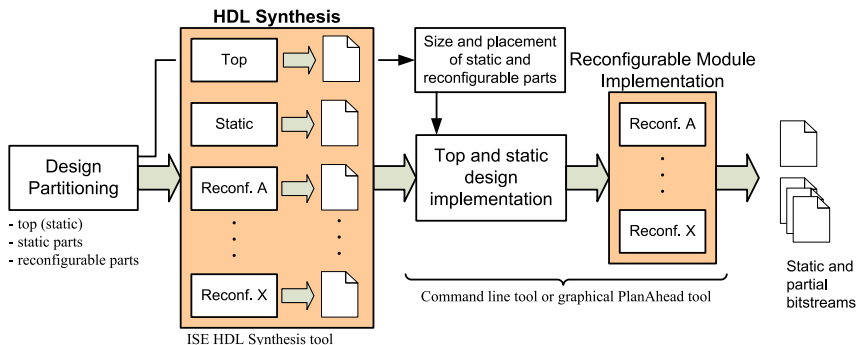 HDL Synthesis
Top
Static
Reconf. A
Reconf. X
ISE HDL Synthesis tool
Design
Partitioning
- top (static)
- static parts
- reconfigurable parts
Size and placement
of static and
reconfigurable parts
Top and static
design
implementation
Reconfigurable Module
Implementation
Reconf. A
Reconf. X
Command line tool or graphical PlanAhead tool
Static and
partial
bitstreams